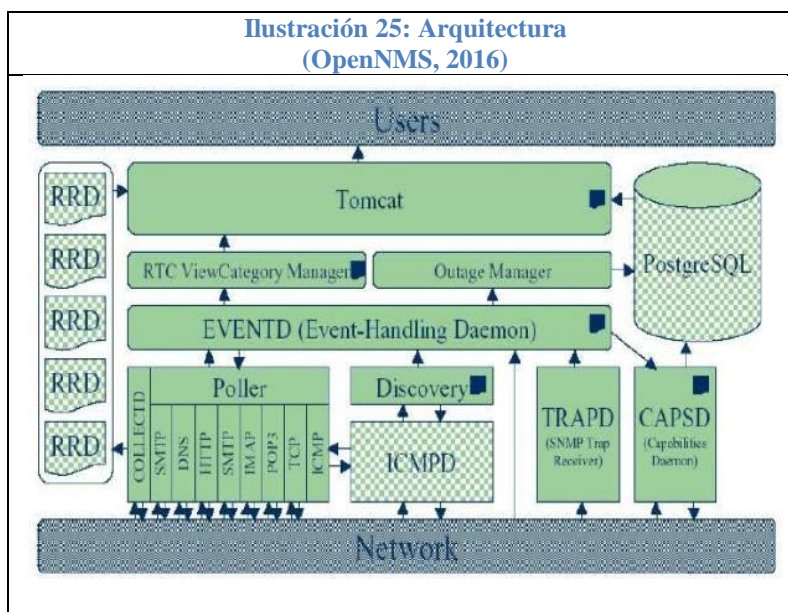 Ilustración 25: Arquitectura
(OpenNMS, 2016)
Users
RRD
RRD
RRD
RRD
RRD
Tomcat
PostgreSQL
RTC ViewCategory Manager
Outage Manager
EVENTD (Event-Handling Daemon)
COLLECTD
Poller
SMTP
DNS
HTTP
SMTP
IMAP
POP3
TCP
ICMP
Discovery
ICMPD
TRAPD
(SNMP Trap
Receiver)
CAPSD
(Capabilities
Daemon)
Network